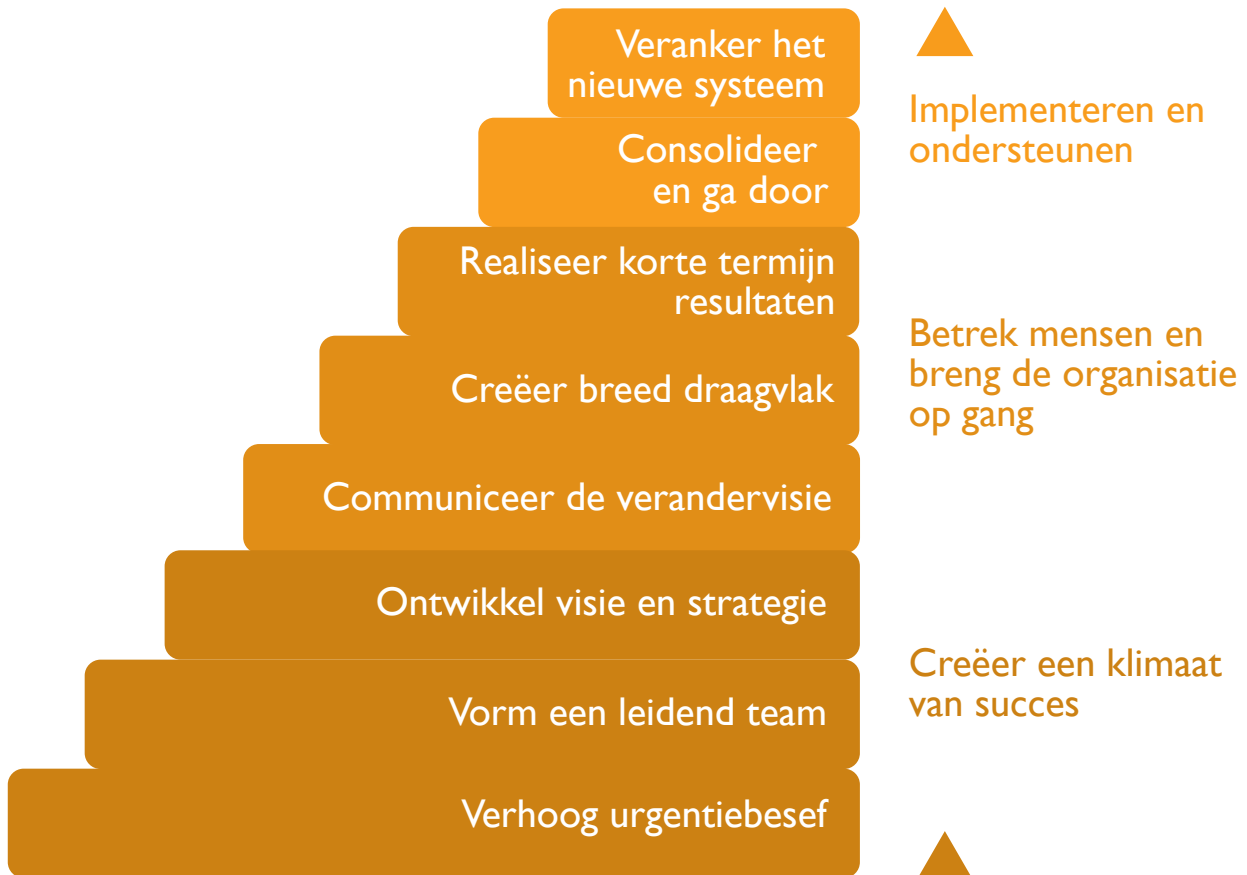 Veranker het
nieuwe systeem
Implementeren en
ondersteunen
Consolideer
en ga door
Realiseer korte termijn
resultaten
Betrek mensen en
breng de organisatie
op gang
Creëer breed draagvlak
Communiceer de verandervisie
Ontwikkel visie en strategie
Creëer een klimaat
van succes
Vorm een leidend team
Verhoog urgentiebesef